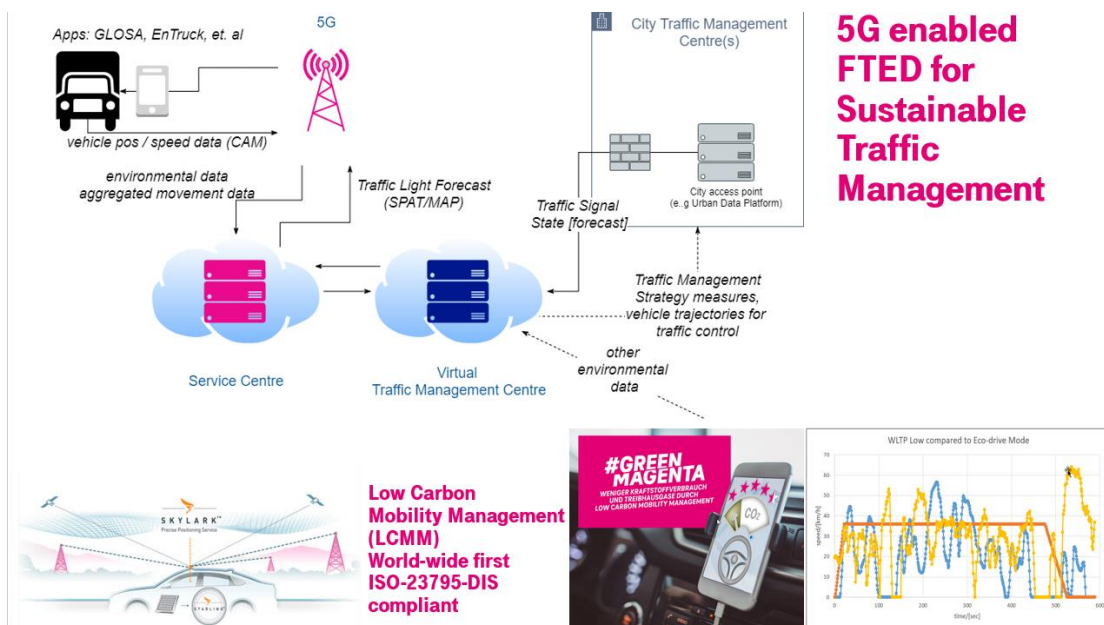 Apps: GLOSA, EnTruck, et. al
5G
vehicle pos / speed data (CAM)
environmental data
aggregated movement data
Traffic Light Forecast
(SPAT/MAP)
City Traffic Management
Centre(s)
City access point
(e..g Urban Data Platform)
Traffic Signal
State [forecast]
Traffic Management
Strategy measures,
vehicle trajectories for
traffic control
other
environmental
data
Service Centre
Virtual
Traffic Management Centre
5G enabled
FTED for
Sustainable
Traffic
Management
SKYLARK
Precise Positioning Service
STARLING
Low Carbon
Mobility Management
(LCMM)
World-wide first
ISO-23795-DIS
compliant
#GREEN
MAGENTA
WENIGER KRAFTSTOFFVERBRAUCH
UND TREIBHAUSGASE DURCH
LOW CARBON MOBILITY MANAGEMENT
CO2
WLTP Low compared to Eco-drive Mode
speed/[km/h]
70
60
50
40
30
20
10
0
0 100 200 300 400 500 600
time/[sec]